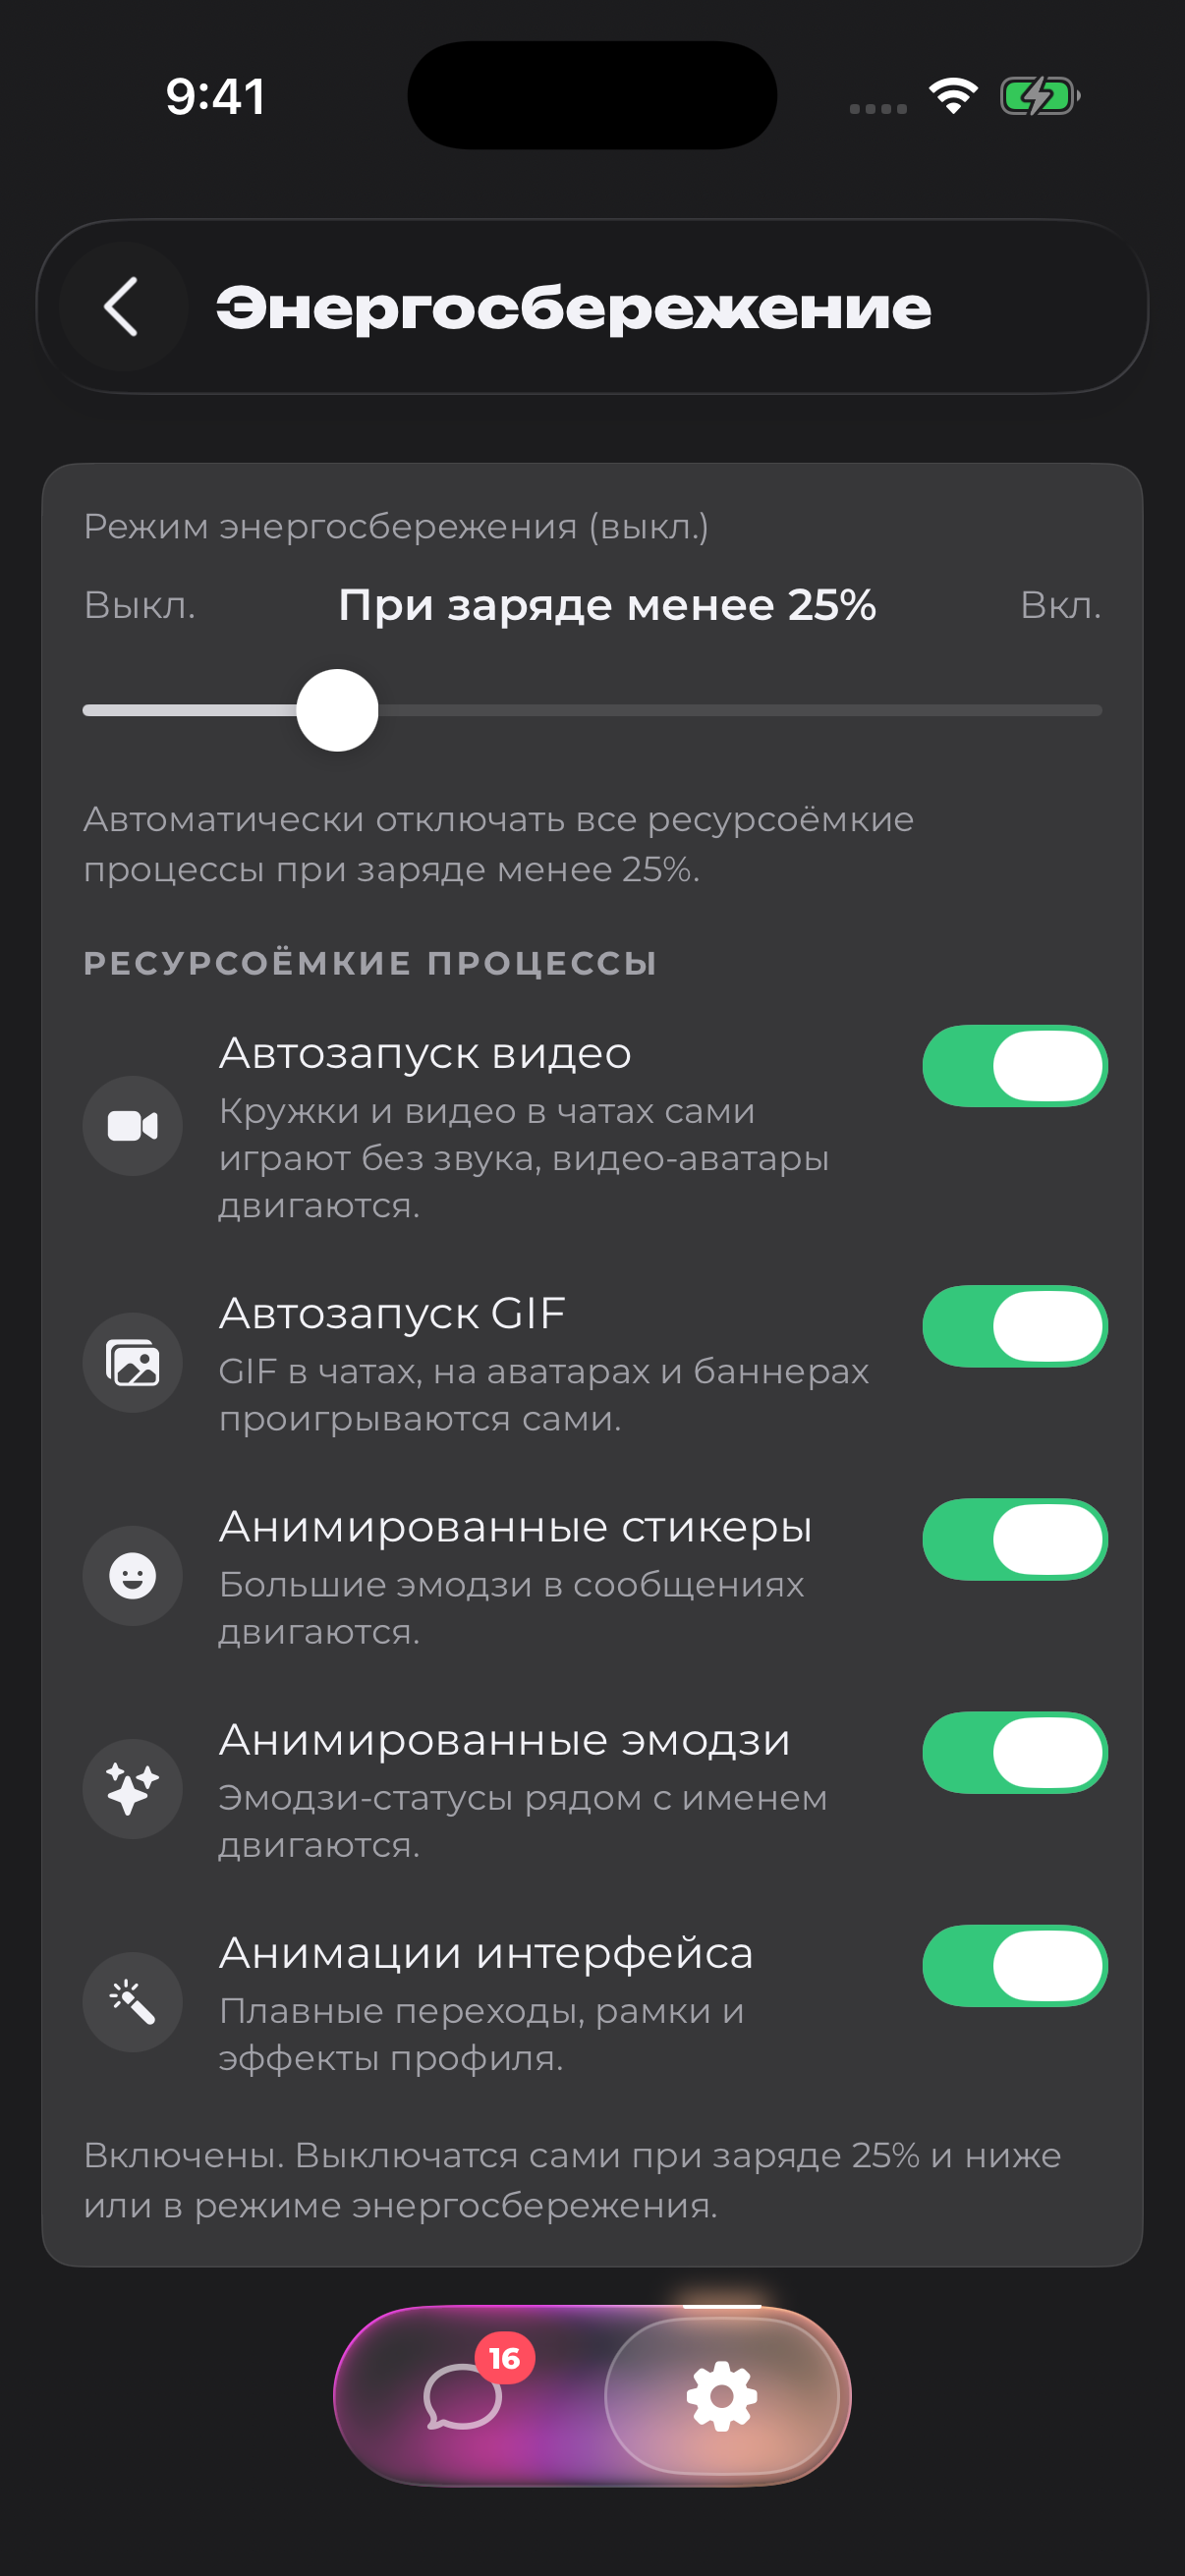 9:41
Энергосбережение
Режим энергосбережения (выкл.)
Выкл. При заряде менее 25% Вкл.
Автоматически отключать все ресурсоёмкие
процессы при заряде менее 25%.
РЕСУРСОЁМКИЕ ПРОЦЕССЫ
Автозапуск видео
Кружки и видео в чатах сами
играют без звука, видео-аватары
двигаются.
Автозапуск GIF
GIF в чатах, на аватарах и баннерах
проигрываются сами.
Анимированные стикеры
Большие эмодзи в сообщениях
двигаются.
Анимированные эмодзи
Эмодзи-статусы рядом с именем
двигаются.
Анимации интерфейса
Плавные переходы, рамки и
эффекты профиля.
Включены. Выключатся сами при заряде 25% и ниже
или в режиме энергосбережения.
16